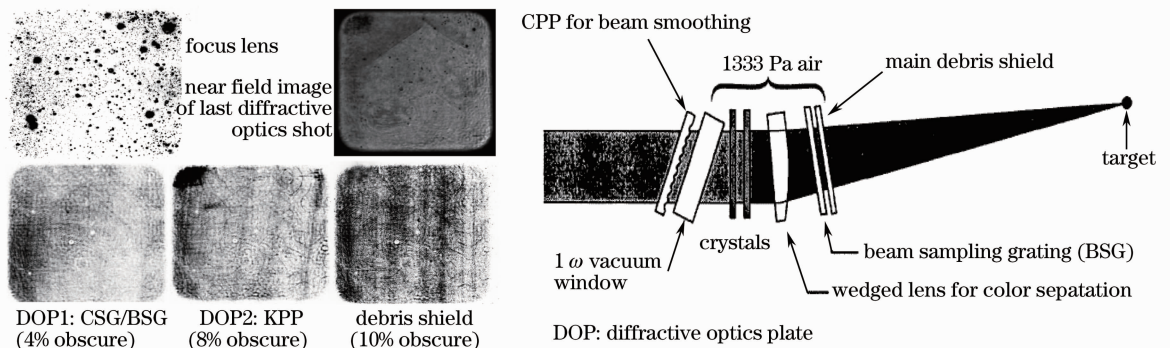 focus lens
near field image
of last diffractive
optics shot
DOP1: CSG/BSG
(4% obscure)
DOP2: KPP
(8% obscure)
debris shield
(10% obscure)
CPP for beam smoothing
1333 Pa air
main debris shield
target
crystals
1ω vacuum
window
beam sampling grating (BSG)
wedged lens for color sepatation
DOP: diffractive optics plate